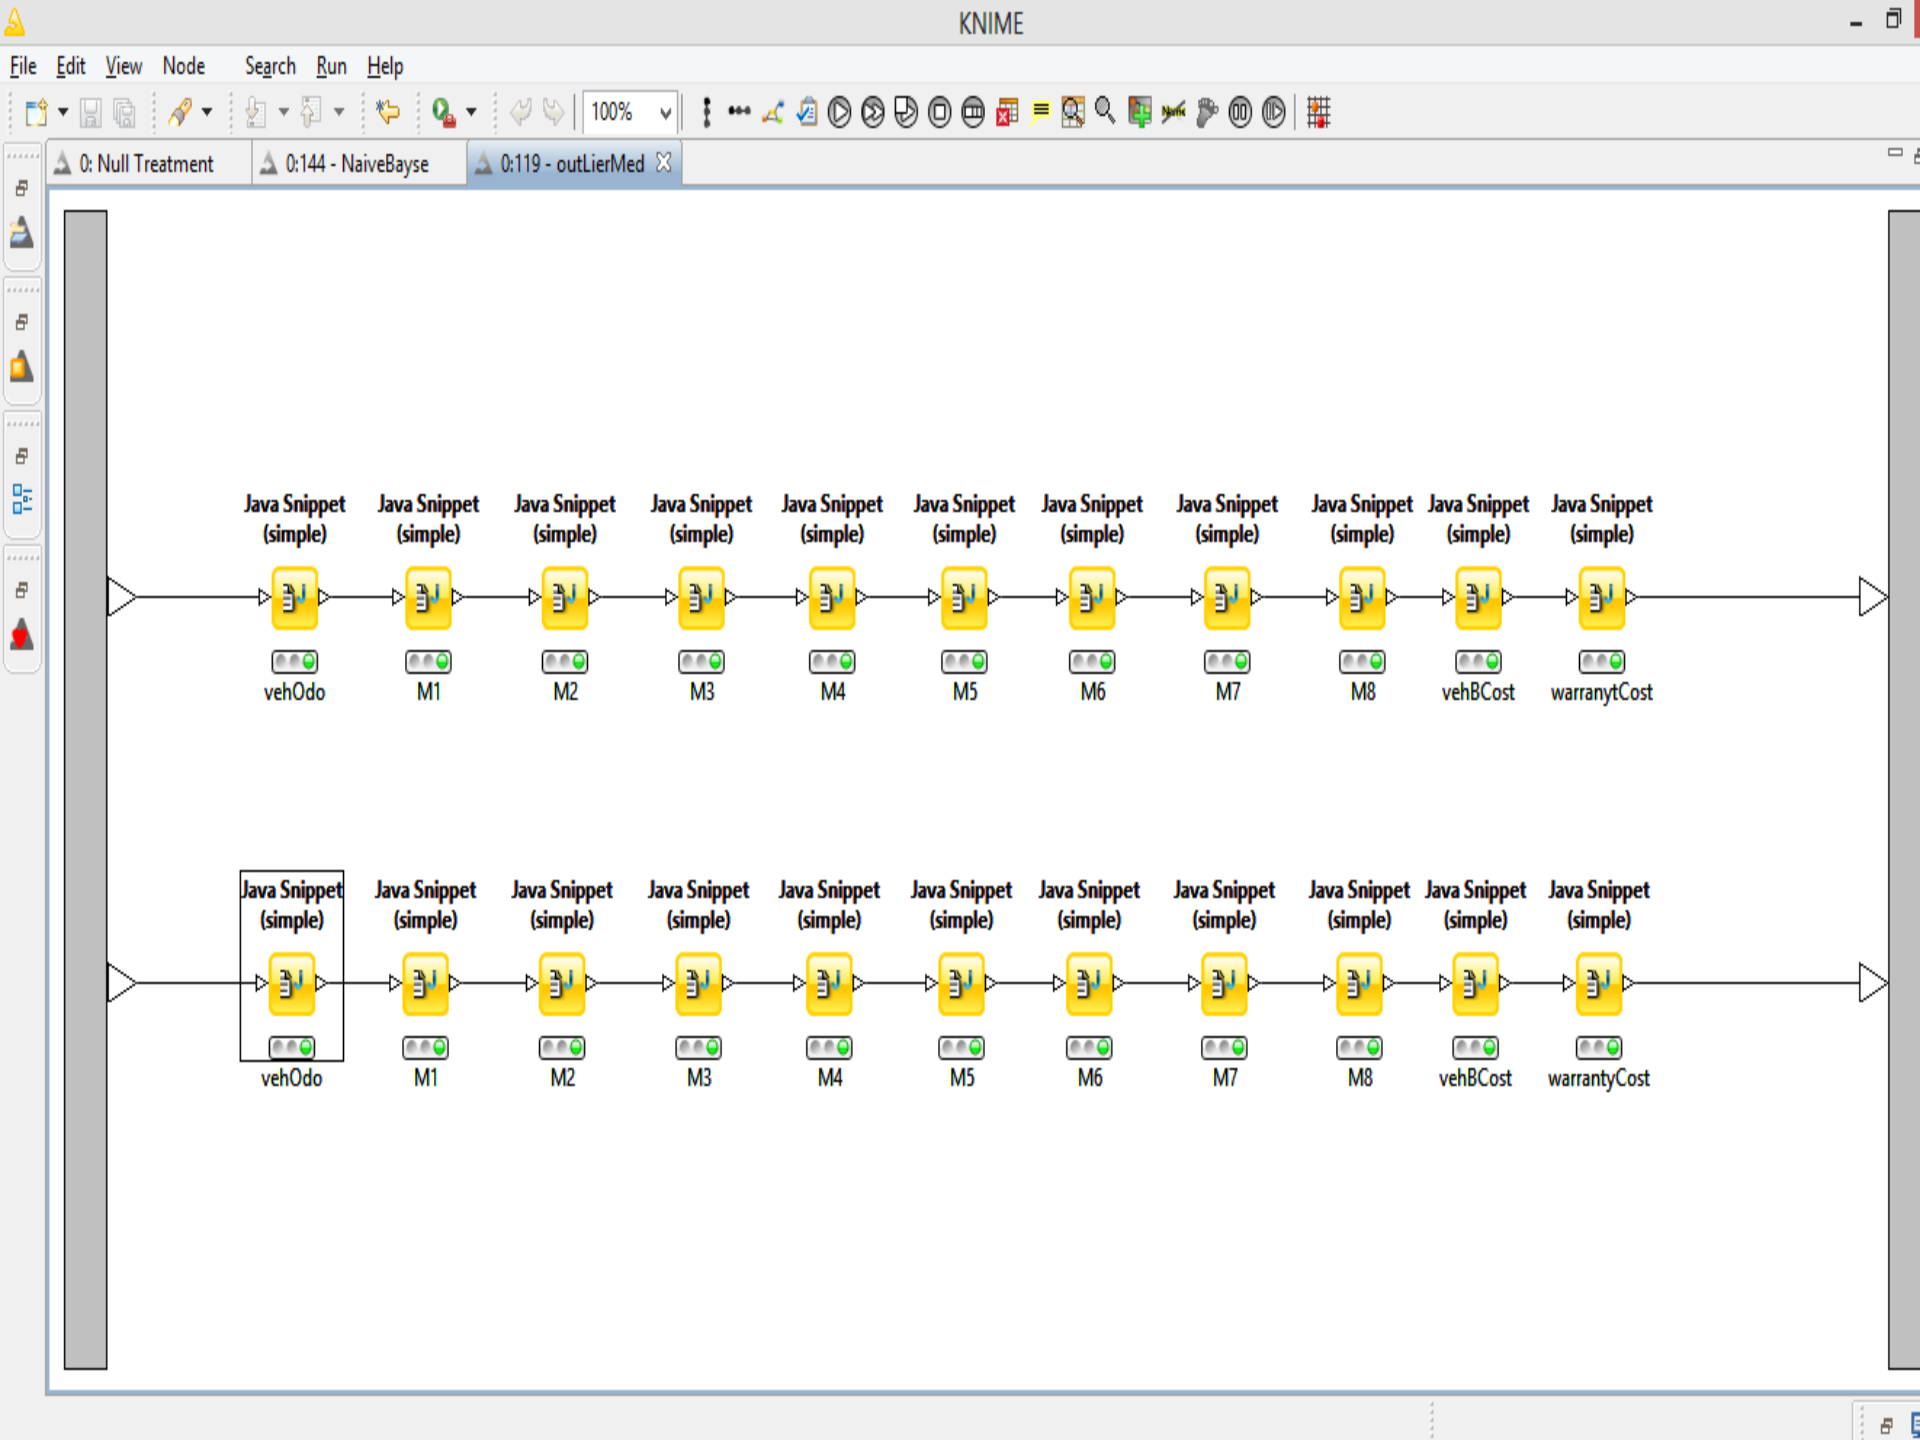 KNIME
File Edit View Node Search Run Help
100%
0: Null Treatment 0:144 - NaiveBayse 0:119 - outLierMed
Java Snippet Java Snippet Java Snippet Java Snippet Java Snippet Java Snippet Java Snippet Java Snippet Java Snippet Java Snippet Java Snippet
(simple) (simple) (simple) (simple) (simple) (simple) (simple) (simple) (simple) (simple) (simple)
vehOdo M1 M2 M3 M4 M5 M6 M7 M8 vehBCost warranytCost
Java Snippet Java Snippet Java Snippet Java Snippet Java Snippet Java Snippet Java Snippet Java Snippet Java Snippet Java Snippet Java Snippet
(simple) (simple) (simple) (simple) (simple) (simple) (simple) (simple) (simple) (simple) (simple)
vehOdo M1 M2 M3 M4 M5 M6 M7 M8 vehBCost warrantyCost